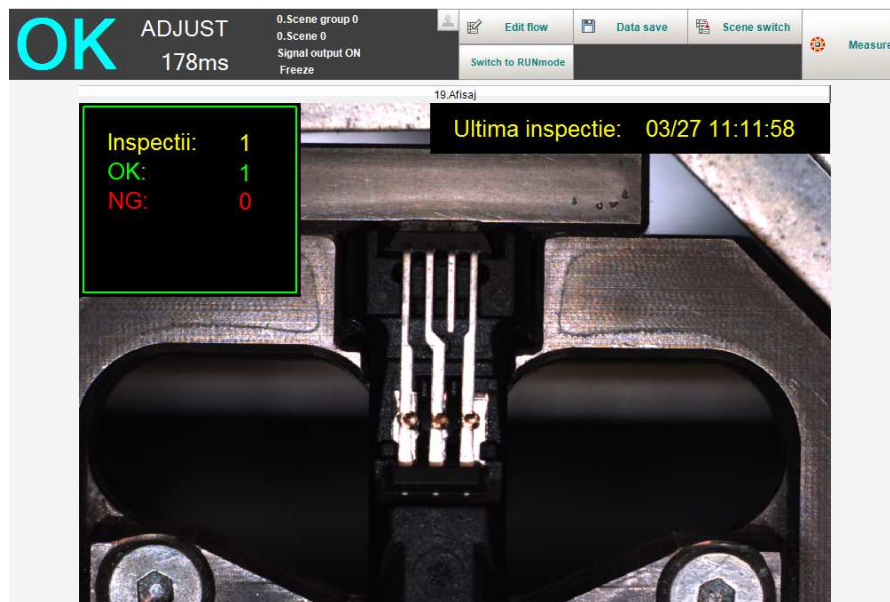 OK
ADJUST
178ms
0.Scene group 0
0.Scene 0
Signal output ON
Freeze
Edit flow
Data save
Scene switch
Switch to RUNmode
Measure
19.Afisaj
Inspectii: 1
OK: 1
NG: 0
Ultima inspectie: 03/27 11:11:58